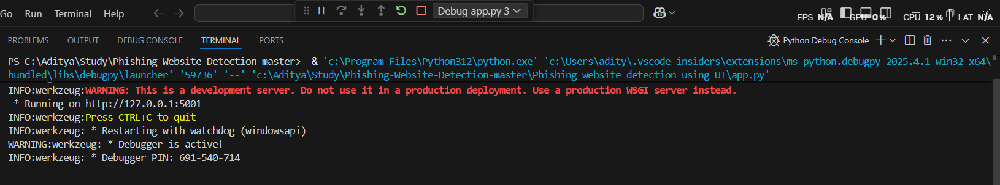 Go Run Terminal Help Debug app.py 3
FPS N/A GPU 0% CPU 12% LAT N/A
PROBLEMS OUTPUT DEBUG CONSOLE TERMINAL PORTS Python Debug Console
PS C:\Aditya\Study\Phishing-Website-Detection-master>  & 'c:\Program Files\Python312\python.exe' 'c:\Users\adity\.vscode-insiders\extensions\ms-python.debugpy-2025.4.1-win32-x64\
bundled\libs\debugpy\launcher' '59736' '--' 'c:\Aditya\Study\Phishing-Website-Detection-master\Phishing website detection using UI\app.py'
INFO:werkzeug:WARNING: This is a development server. Do not use it in a production deployment. Use a production WSGI server instead.
 * Running on http://127.0.0.1:5001
INFO:werkzeug:Press CTRL+C to quit
INFO:werkzeug: * Restarting with watchdog (windowsapi)
WARNING:werkzeug: * Debugger is active!
INFO:werkzeug: * Debugger PIN: 691-540-714